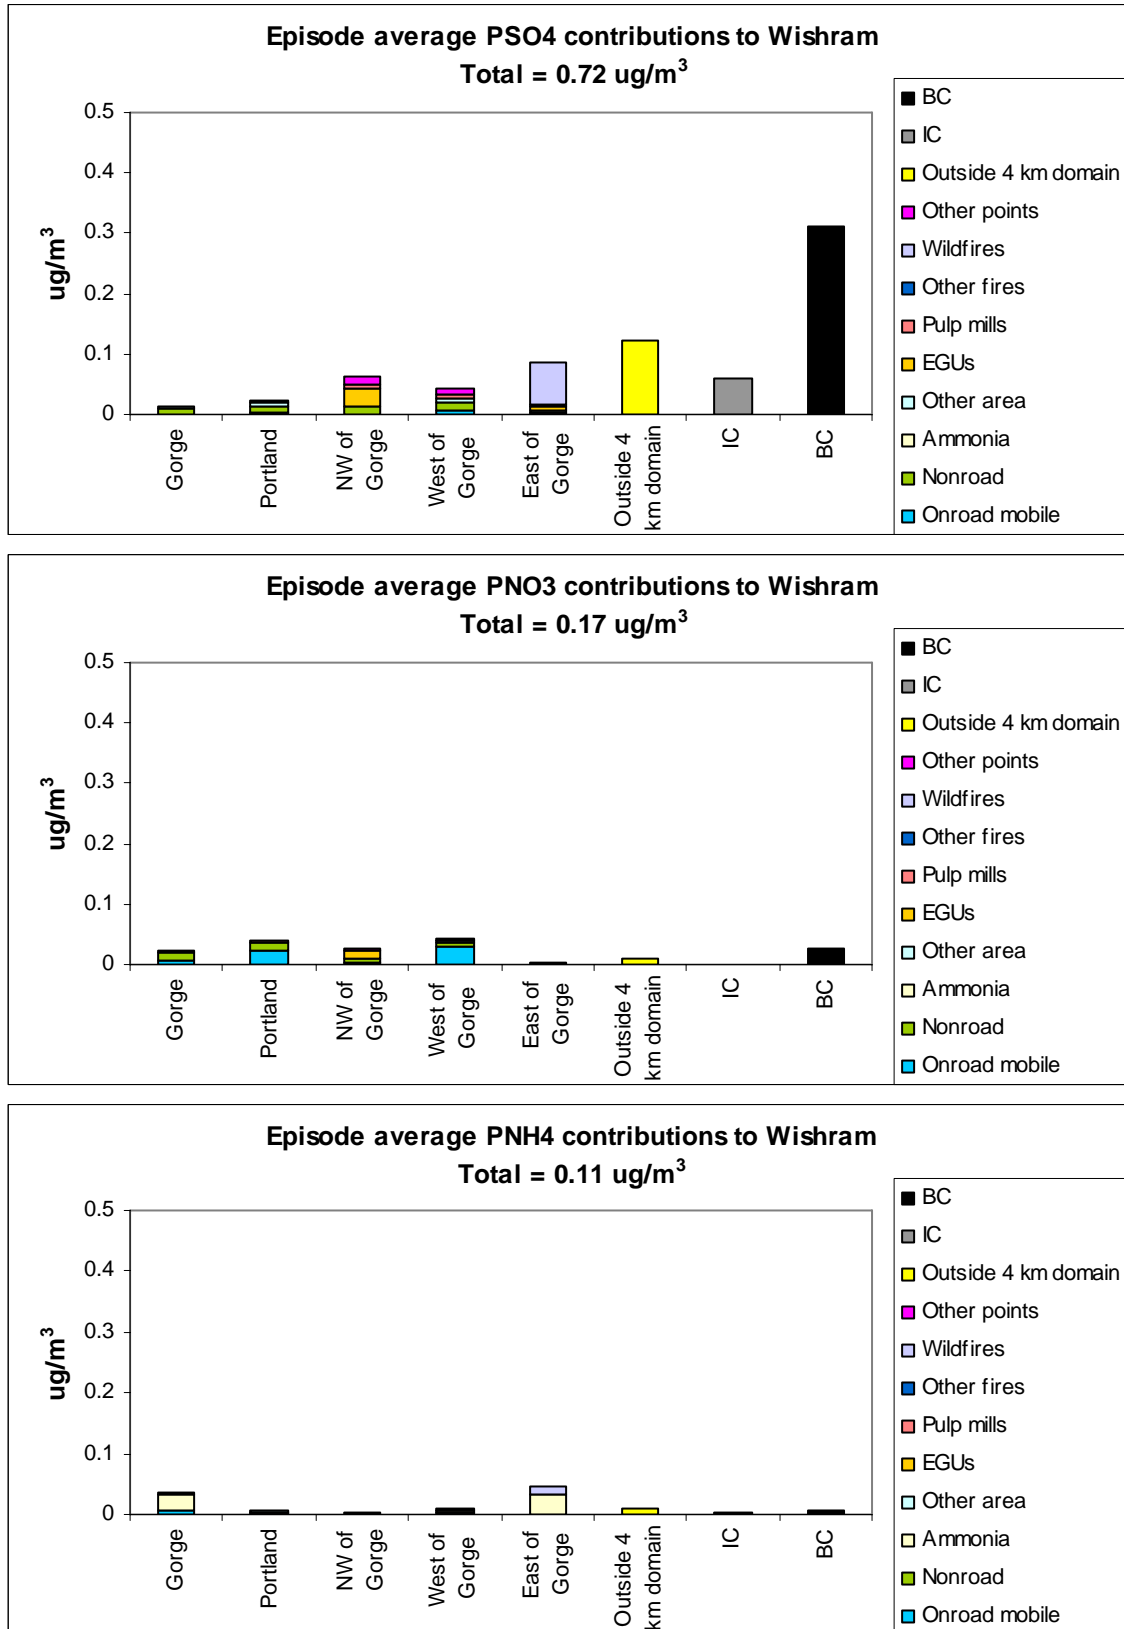 Episode average PSO4 contributions to Wishram
Total = 0.72 ug/m³
ug/m³
0.5
0.4
0.3
0.2
0.1
0
Gorge
Portland
NW of
Gorge
West of
Gorge
East of
Gorge
Outside 4
km domain
IC
BC
BC
IC
Outside 4 km domain
Other points
Wildfires
Other fires
Pulp mills
EGUs
Other area
Ammonia
Nonroad
Onroad mobile
Episode average PNO3 contributions to Wishram
Total = 0.17 ug/m³
ug/m³
0.5
0.4
0.3
0.2
0.1
0
Gorge
Portland
NW of
Gorge
West of
Gorge
East of
Gorge
Outside 4
km domain
IC
BC
BC
IC
Outside 4 km domain
Other points
Wildfires
Other fires
Pulp mills
EGUs
Other area
Ammonia
Nonroad
Onroad mobile
Episode average PNH4 contributions to Wishram
Total = 0.11 ug/m³
ug/m³
0.5
0.4
0.3
0.2
0.1
0
Gorge
Portland
NW of
Gorge
West of
Gorge
East of
Gorge
Outside 4
km domain
IC
BC
BC
IC
Outside 4 km domain
Other points
Wildfires
Other fires
Pulp mills
EGUs
Other area
Ammonia
Nonroad
Onroad mobile